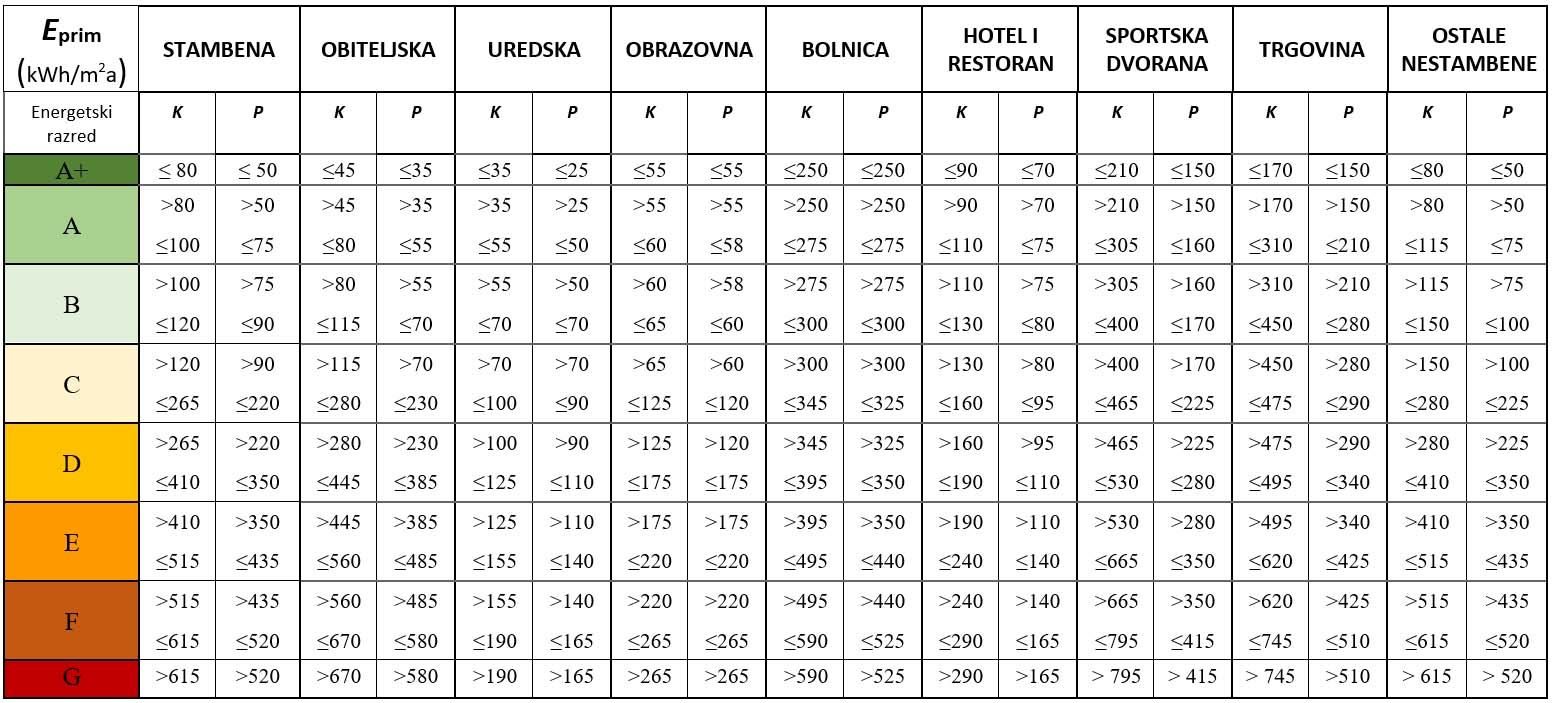 Eprim (kWh/m²a) STAMBENA OBITELJSKA UREDSKA OBRAZOVNA BOLNICA HOTEL I RESTORAN SPORTSKA DVORANA TRGOVINA OSTALE NESTAMBENE
Energetski razred K P K P K P K P K P K P K P K P K P
A+ ≤ 80 ≤ 50 ≤45 ≤35 ≤35 ≤25 ≤55 ≤55 ≤250 ≤250 ≤90 ≤70 ≤210 ≤150 ≤170 ≤150 ≤80 ≤50
A
>80 >50 >45 >35 >35 >25 >55 >55 >250 >250 >90 >70 >210 >150 >170 >150 >80 >50
≤100 ≤75 ≤80 ≤55 ≤55 ≤50 ≤60 ≤58 ≤275 ≤275 ≤110 ≤75 ≤305 ≤160 ≤310 ≤210 ≤115 ≤75
B
>100 >75 >80 >55 >55 >50 >60 >58 >275 >275 >110 >75 >305 >160 >310 >210 >115 >75
≤120 ≤90 ≤115 ≤70 ≤70 ≤70 ≤65 ≤60 ≤300 ≤300 ≤130 ≤80 ≤400 ≤170 ≤450 ≤280 ≤150 ≤100
C
>120 >90 >115 >70 >70 >70 >65 >60 >300 >300 >130 >80 >400 >170 >450 >280 >150 >100
≤265 ≤220 ≤280 ≤230 ≤100 ≤90 ≤125 ≤120 ≤345 ≤325 ≤160 ≤95 ≤465 ≤225 ≤475 ≤290 ≤280 ≤225
D
>265 >220 >280 >230 >100 >90 >125 >120 >345 >325 >160 >95 >465 >225 >475 >290 >280 >225
≤410 ≤350 ≤445 ≤385 ≤125 ≤110 ≤175 ≤175 ≤395 ≤350 ≤190 ≤110 ≤530 ≤280 ≤495 ≤340 ≤410 ≤350
E
>410 >350 >445 >385 >125 >110 >175 >175 >395 >350 >190 >110 >530 >280 >495 >340 >410 >350
≤515 ≤435 ≤560 ≤485 ≤155 ≤140 ≤220 ≤220 ≤495 ≤440 ≤240 ≤140 ≤665 ≤350 ≤620 ≤425 ≤515 ≤435
F
>515 >435 >560 >485 >155 >140 >220 >220 >495 >440 >240 >140 >665 >350 >620 >425 >515 >435
≤615 ≤520 ≤670 ≤580 ≤190 ≤165 ≤265 ≤265 ≤590 ≤525 ≤290 ≤165 ≤795 ≤415 ≤745 ≤510 ≤615 ≤520
G >615 >520 >670 >580 >190 >165 >265 >265 >590 >525 >290 >165 > 795 > 415 > 745 >510 > 615 > 520